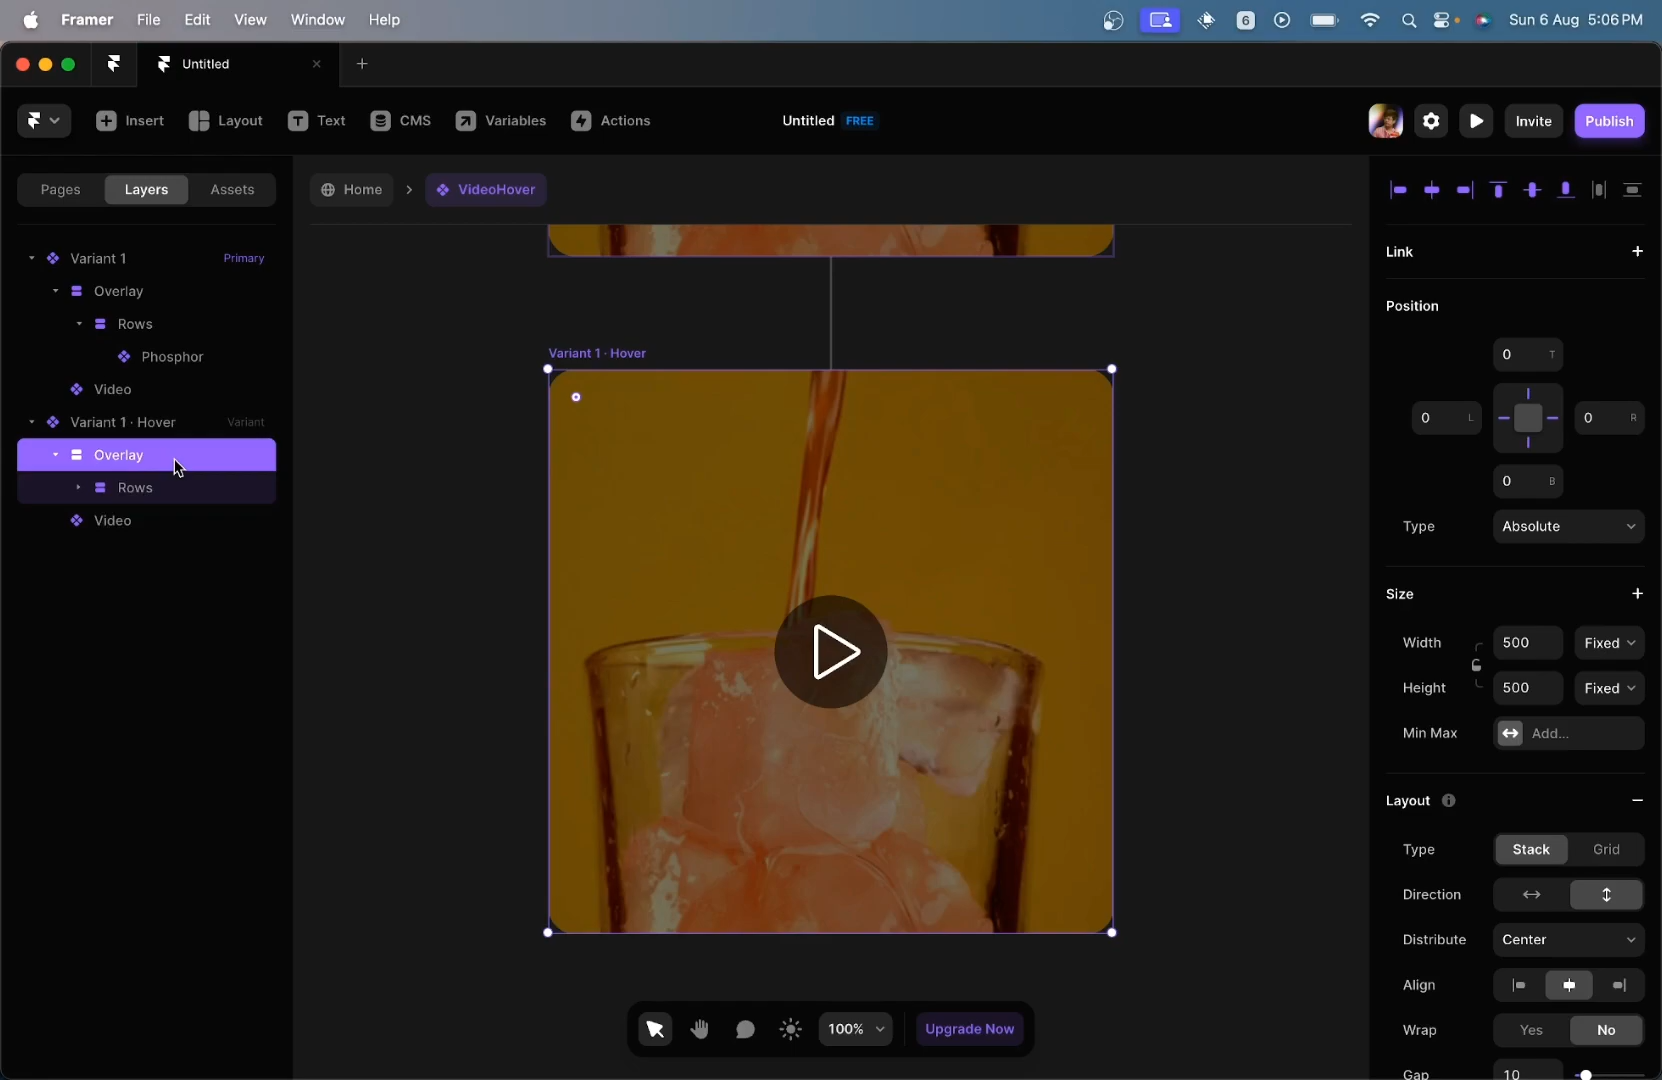 Framer File Edit View Window Help 6 Sun 6 Aug 5:06 PM
Untitled
Insert Layout Text CMS Variables Actions Untitled FREE Invite Publish
Pages Layers Assets
Home VideoHover
Variant 1 Primary
Overlay
Rows
Phosphor
Video
Variant 1 · Hover Variant
Overlay
Rows
Video
Variant 1 · Hover
100% Upgrade Now
Link
Position
0 T
0 L
0 R
0 B
Type Absolute
Size
Width 500 Fixed
Height 500 Fixed
Min Max Add...
Layout
Type Stack Grid
Direction
Distribute Center
Align
Wrap Yes No
Gap 10